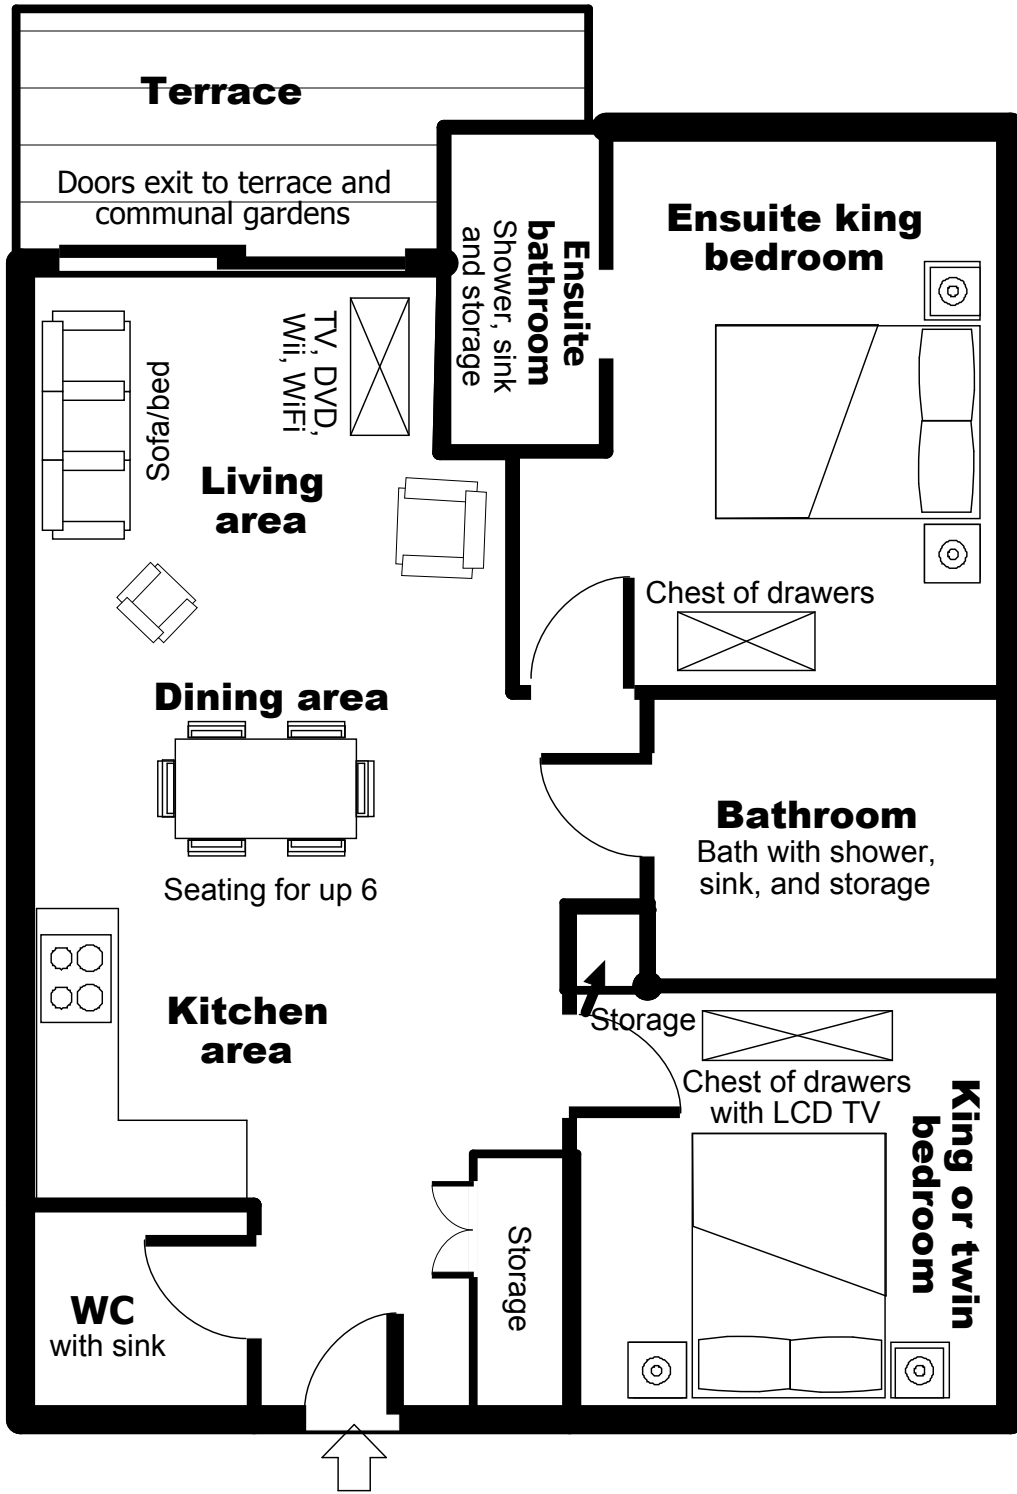 Terrace
Doors exit to terrace and
communal gardens
Ensuite
bathroom
Shower, sink
and storage
Ensuite king
bedroom
TV, DVD,
Wii, WiFi
Sofa/bed
Living
area
Chest of drawers
Dining area
Seating for up 6
Bathroom
Bath with shower,
sink, and storage
Kitchen
area
Storage
Chest of drawers
with LCD TV
King or twin
bedroom
Storage
WC
with sink